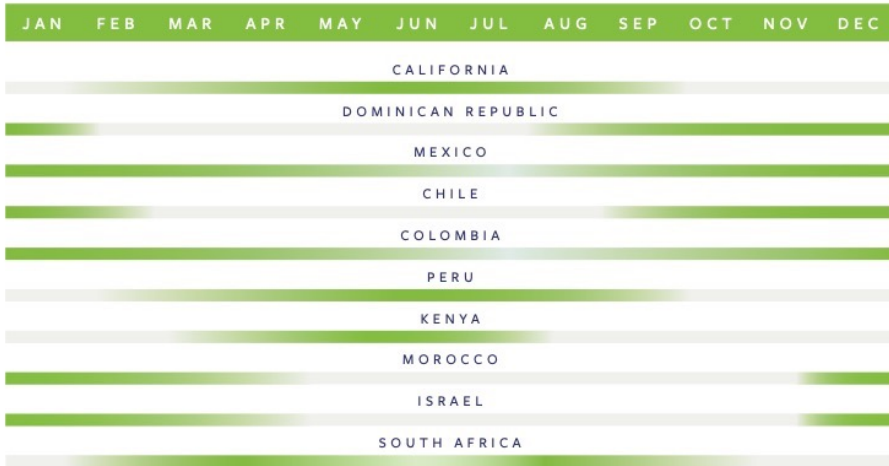 JAN FEB MAR APR MAY JUN JUL AUG SEP OCT NOV DEC
CALIFORNIA
DOMINICAN REPUBLIC
MEXICO
CHILE
COLOMBIA
PERU
KENYA
MOROCCO
ISRAEL
SOUTH AFRICA